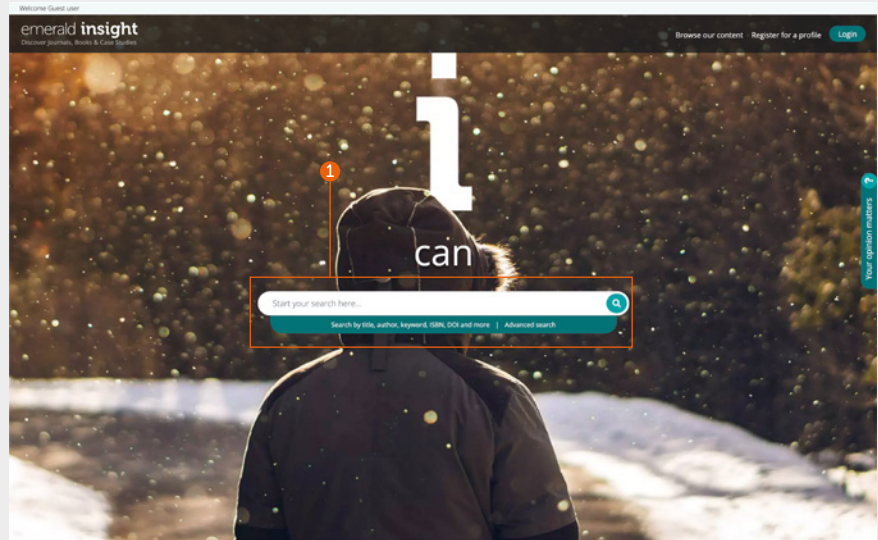 Welcome Guest user
emerald insight
Discover Journals, Books & Case Studies
Browse our content
Register for a profile
Login
i
1
can
Your opinion matters ?
Start your search here...
Search by title, author, keyword, ISBN, DOI and more | Advanced search